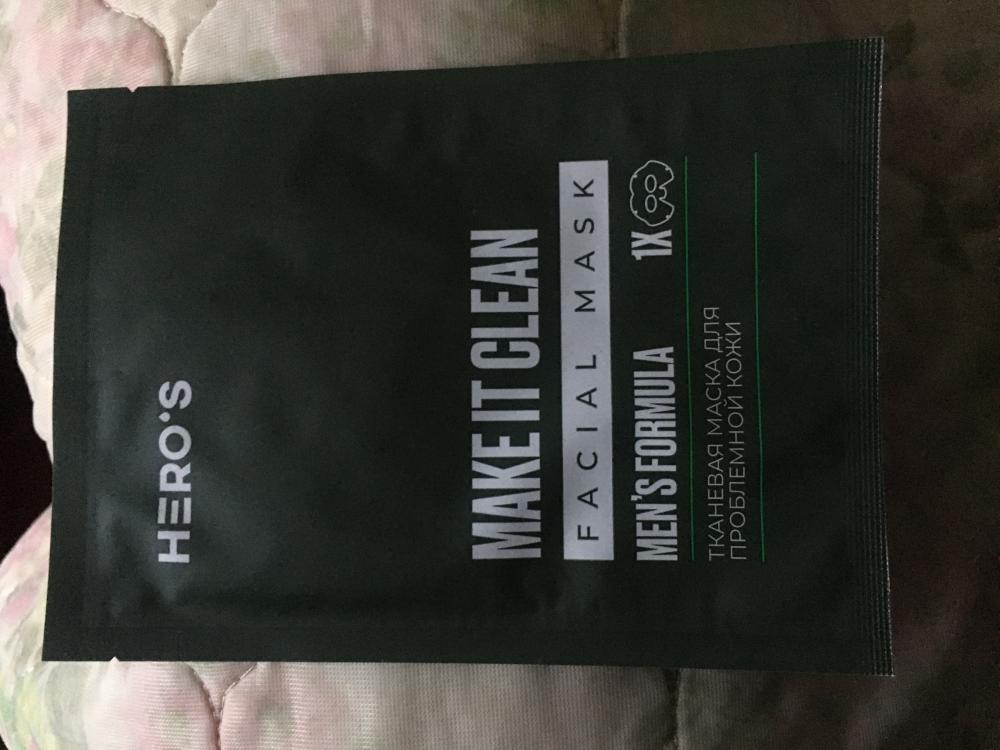 HERO'S
MAKE IT CLEAN
FACIAL MASK
MEN'S FORMULA 1X
ТКАНЕВАЯ МАСКА ДЛЯ
ПРОБЛЕМНОЙ КОЖИ